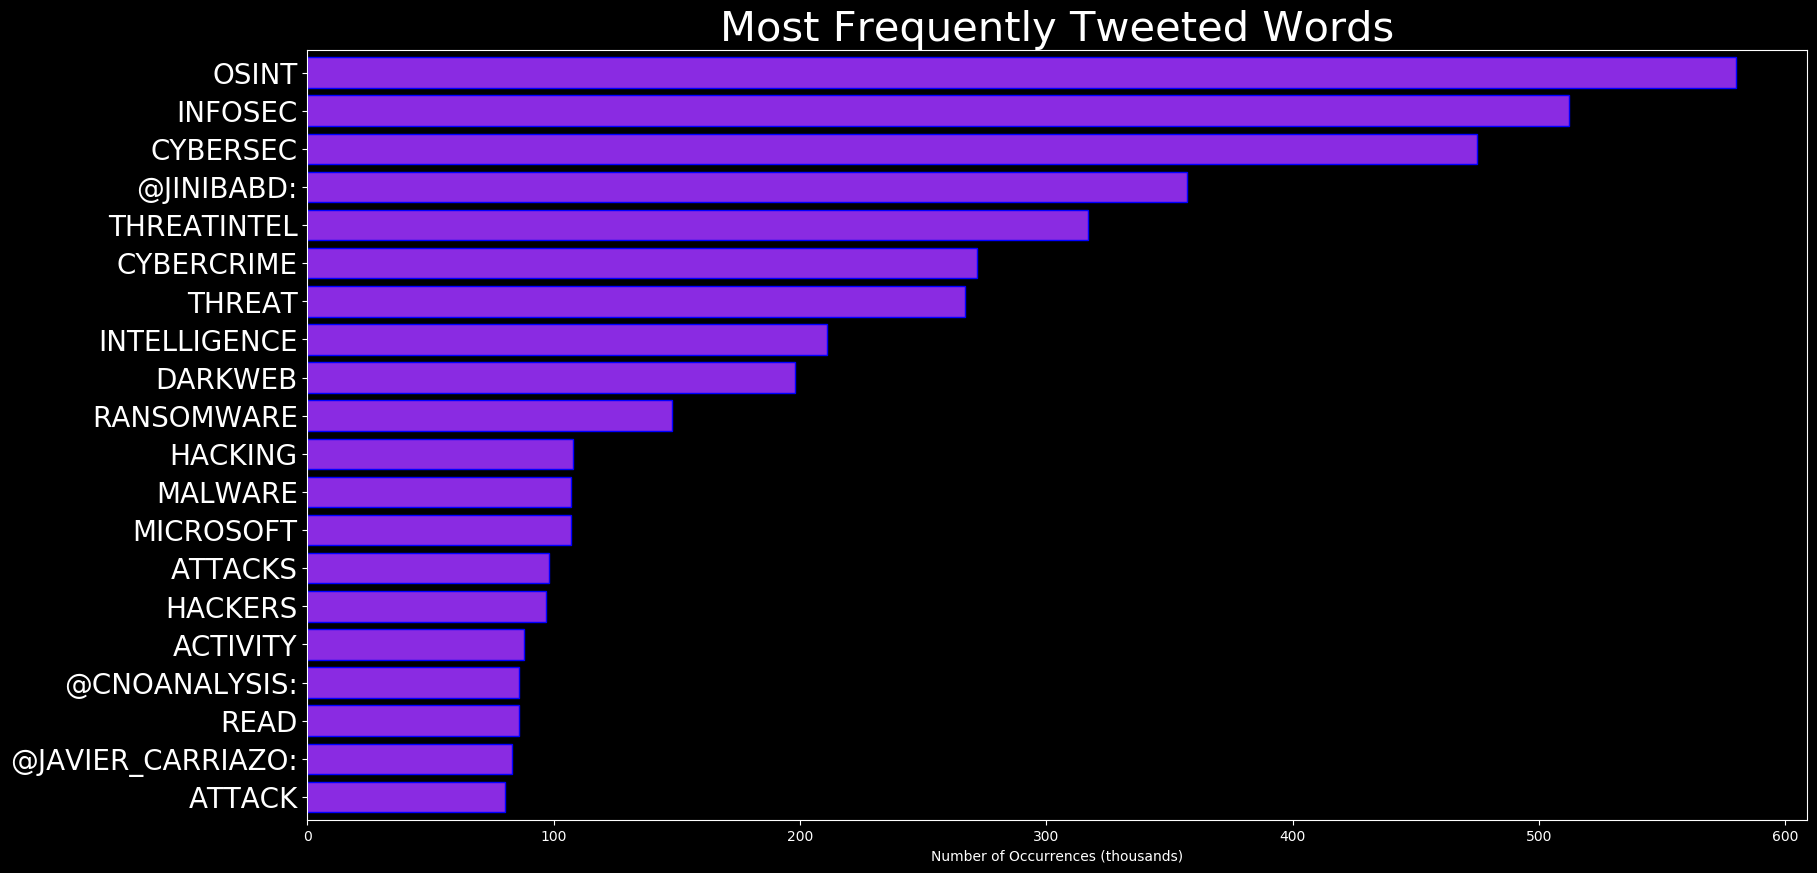 Most Frequently Tweeted Words
OSINT
INFOSEC
CYBERSEC
@JINIBABD:
THREATINTEL
CYBERCRIME
THREAT
INTELLIGENCE
DARKWEB
RANSOMWARE
HACKING
MALWARE
MICROSOFT
ATTACKS
HACKERS
ACTIVITY
@CNOANALYSIS:
READ
@JAVIER_CARRIAZO:
ATTACK
0 100 200 300 400 500 600
Number of Occurrences (thousands)